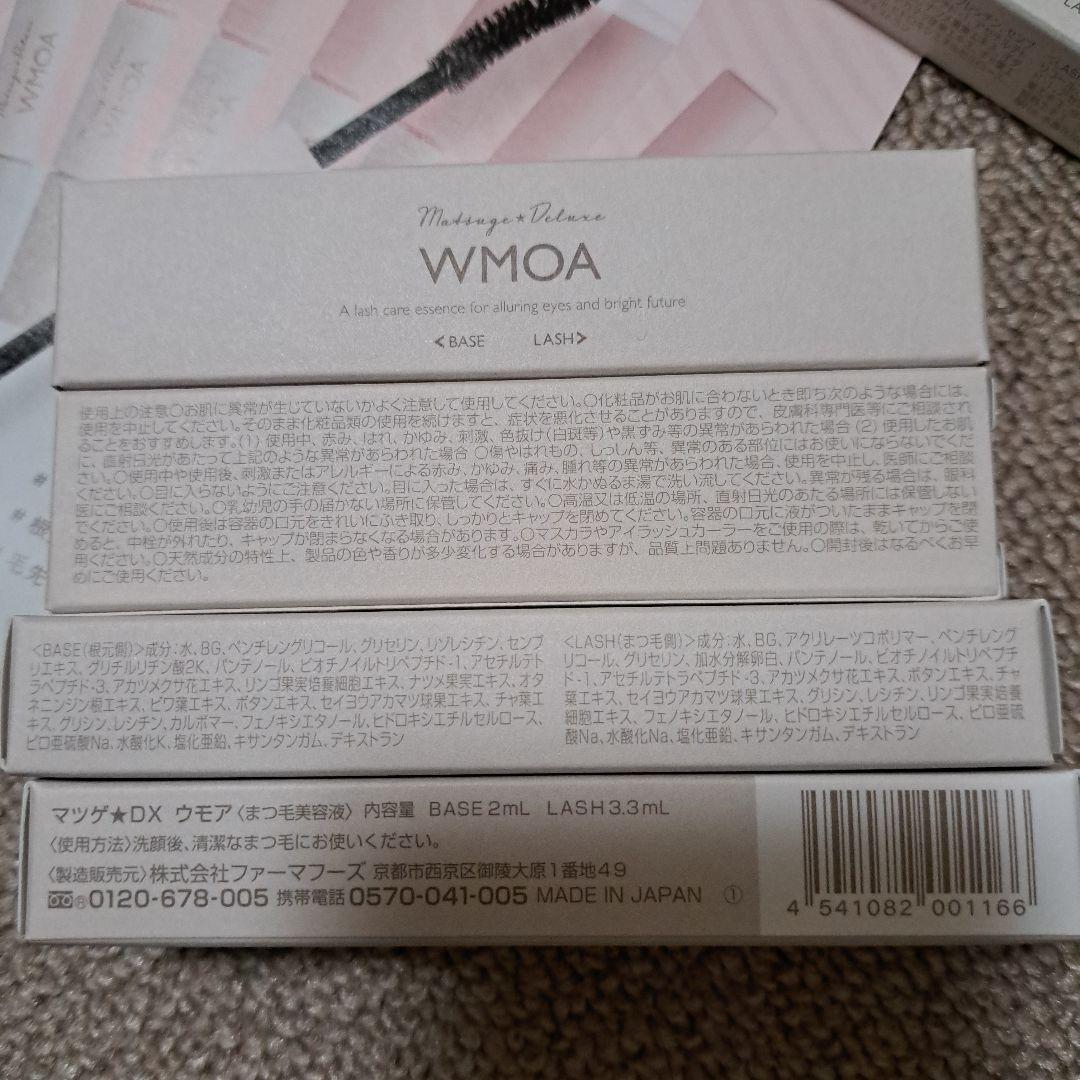 WMOA
WMOA
Matsuge★Deluxe
WMOA
A lash care essence for alluring eyes and bright future
<BASE LASH>
使用上の注意○お肌に異常が生じていないかよく注意して使用してください。○化粧品がお肌に合わないとき即ち次のような場合には、
使用を中止してください。そのまま化粧品類の使用を続けますと、症状を悪化させることがありますので、皮膚科専門医等にご相談され
ることをおすすめします。(1) 使用中、赤み、はれ、かゆみ、刺激、色抜け(白斑等)や黒ずみ等の異常があらわれた場合 (2) 使用したお肌
に、直射日光があたって上記のような異常があらわれた場合 ○傷やはれもの、しっしん等、異常のある部位にはお使いにならないでくだ
さい。○使用中や使用後、刺激またはアレルギーによる赤み、かゆみ、痛み、腫れ等の異常があらわれた場合、使用を中止し、医師にご相談
ください。○目に入らないようにご注意ください。目に入った場合は、すぐに水かぬるま湯で洗い流してください。異常が残る場合は、眼科
医にご相談ください。○乳幼児の手の届かない場所に保管してください。○高温又は低温の場所、直射日光のあたる場所には保管しない
でください。○使用後は容器の口元をきれいにふき取り、しっかりとキャップを閉めてください。容器の口元に液がついたままキャップを閉
めると、中栓が外れたり、キャップが閉まらなくなる場合があります。○マスカラやアイラッシュカーラーをご使用の際は、乾いてからご使
用ください。○天然成分の特性上、製品の色や香りが多少変化する場合がありますが、品質上問題ありません。○開封後はなるべくお早
めにご使用ください。
<BASE(根元側)>成分:水、BG、ペンチレングリコール、グリセリン、リゾレシチン、センブ
リエキス、グリチルリチン酸2K、パンテノール、ビオチノイルトリペプチド-1、アセチルテト
ラペプチド-3、アカツメクサ花エキス、リンゴ果実培養細胞エキス、ナツメ果実エキス、オタ
ネニンジン根エキス、ビワ葉エキス、ボタンエキス、セイヨウアカマツ球果エキス、チャ葉エ
キス、グリシン、レシチン、カルボマー、フェノキシエタノール、ヒドロキシエチルセルロース、
ピロ亜硫酸Na、水酸化K、塩化亜鉛、キサンタンガム、デキストラン
<LASH(まつ毛側)>成分:水、BG、アクリレーツコポリマー、ペンチレング
リコール、グリセリン、加水分解卵白、パンテノール、ビオチノイルトリペプチ
ド-1、アセチルテトラペプチド-3、アカツメクサ花エキス、ボタンエキス、チャ
葉エキス、セイヨウアカマツ球果エキス、グリシン、レシチン、リンゴ果実培養
細胞エキス、フェノキシエタノール、ヒドロキシエチルセルロース、ピロ亜硫
酸Na、水酸化Na、塩化亜鉛、キサンタンガム、デキストラン
マツゲ★DX ウモア〈まつ毛美容液〉 内容量 BASE 2mL LASH 3.3mL
〈使用方法〉洗顔後、清潔なまつ毛にお使いください。
〈製造販売元〉株式会社ファーマフーズ 京都市西京区御陵大原1番地49
0120-678-005 携帯電話 0570-041-005 MADE IN JAPAN ①
4 541082 001166